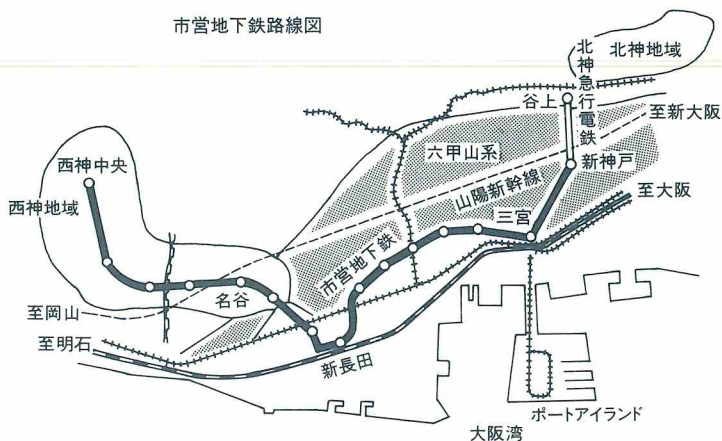 市営地下鉄路線図
北神地域
北神急行電鉄
谷上
至新大阪
六甲山系
新神戸
西神中央
山陽新幹線
至大阪
西神地域
三宮
市営地下鉄
名谷
至岡山
至明石
新長田
ポートアイランド
大阪湾